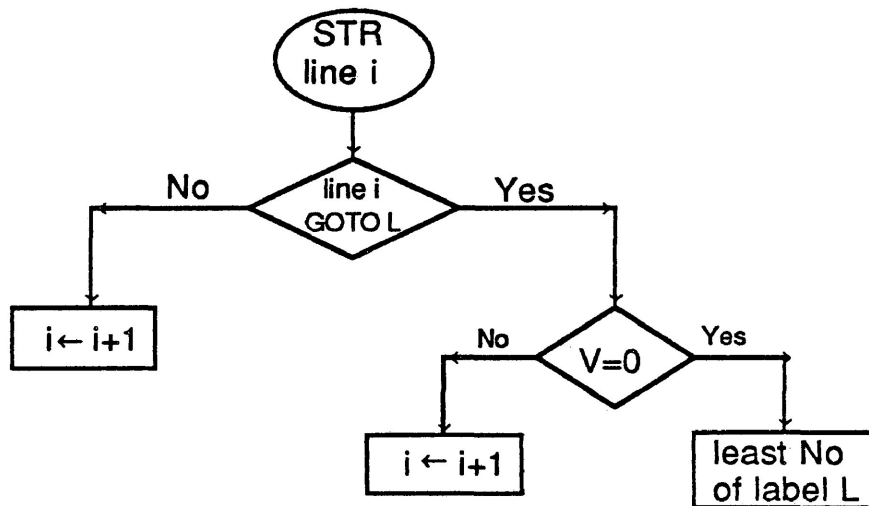 STR
line i
No
line i
GOTO L
Yes
i ← i+1
No
V=0
Yes
i ← i+1
least No
of label L